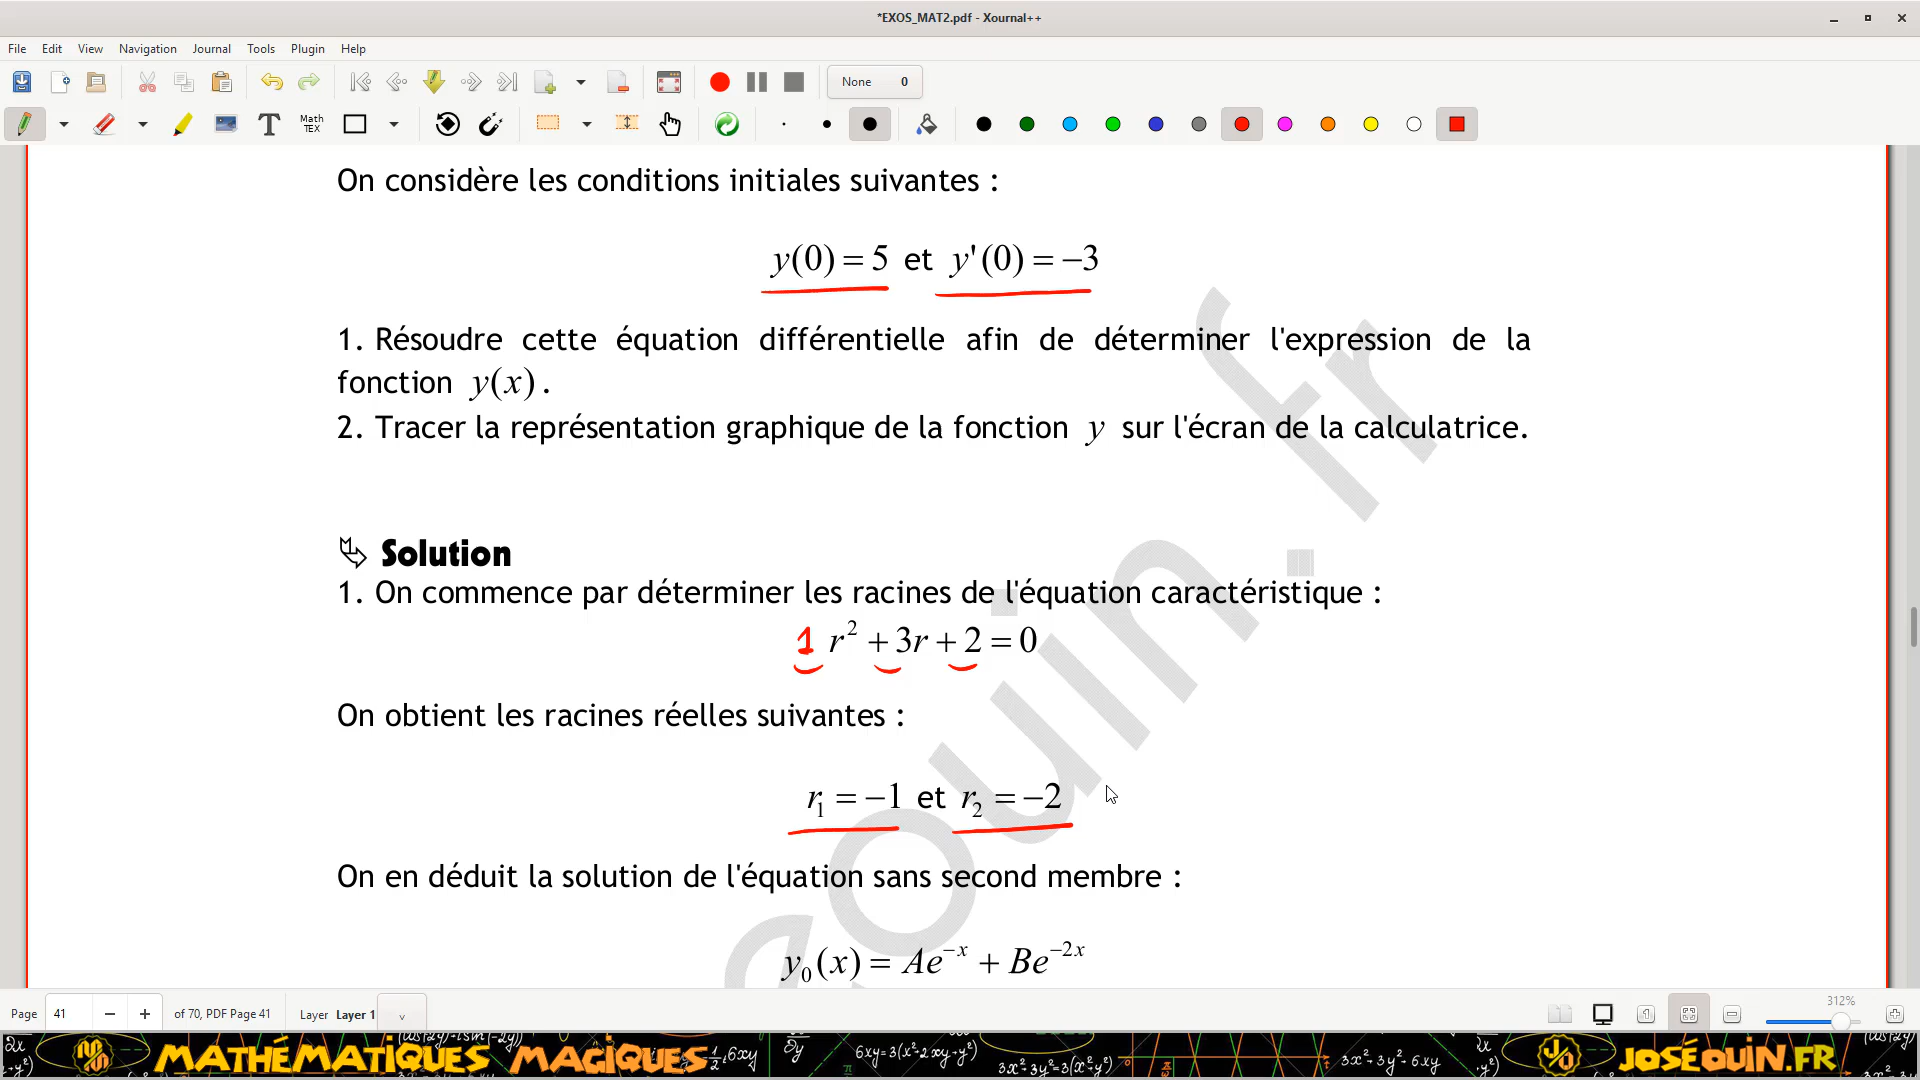 *EXOS_MAT2.pdf - Xournal++
File Edit View Navigation Journal Tools Plugin Help
None 0
T Math TEX
On considère les conditions initiales suivantes :
y(0) = 5 et y'(0) = −3
1. Résoudre cette équation différentielle afin de déterminer l'expression de la
fonction y(x).
2. Tracer la représentation graphique de la fonction y sur l'écran de la calculatrice.
Solution
1. On commence par déterminer les racines de l'équation caractéristique :
1 r² + 3r + 2 = 0
On obtient les racines réelles suivantes :
r₁ = −1 et r₂ = −2
On en déduit la solution de l'équation sans second membre :
y₀(x) = Ae⁻ˣ + Be⁻²ˣ
ouin.fr
Page 41 of 70, PDF Page 41 Layer Layer 1 312%
MATHÉMATIQUES MAGIQUES JOSÉOUIN.FR